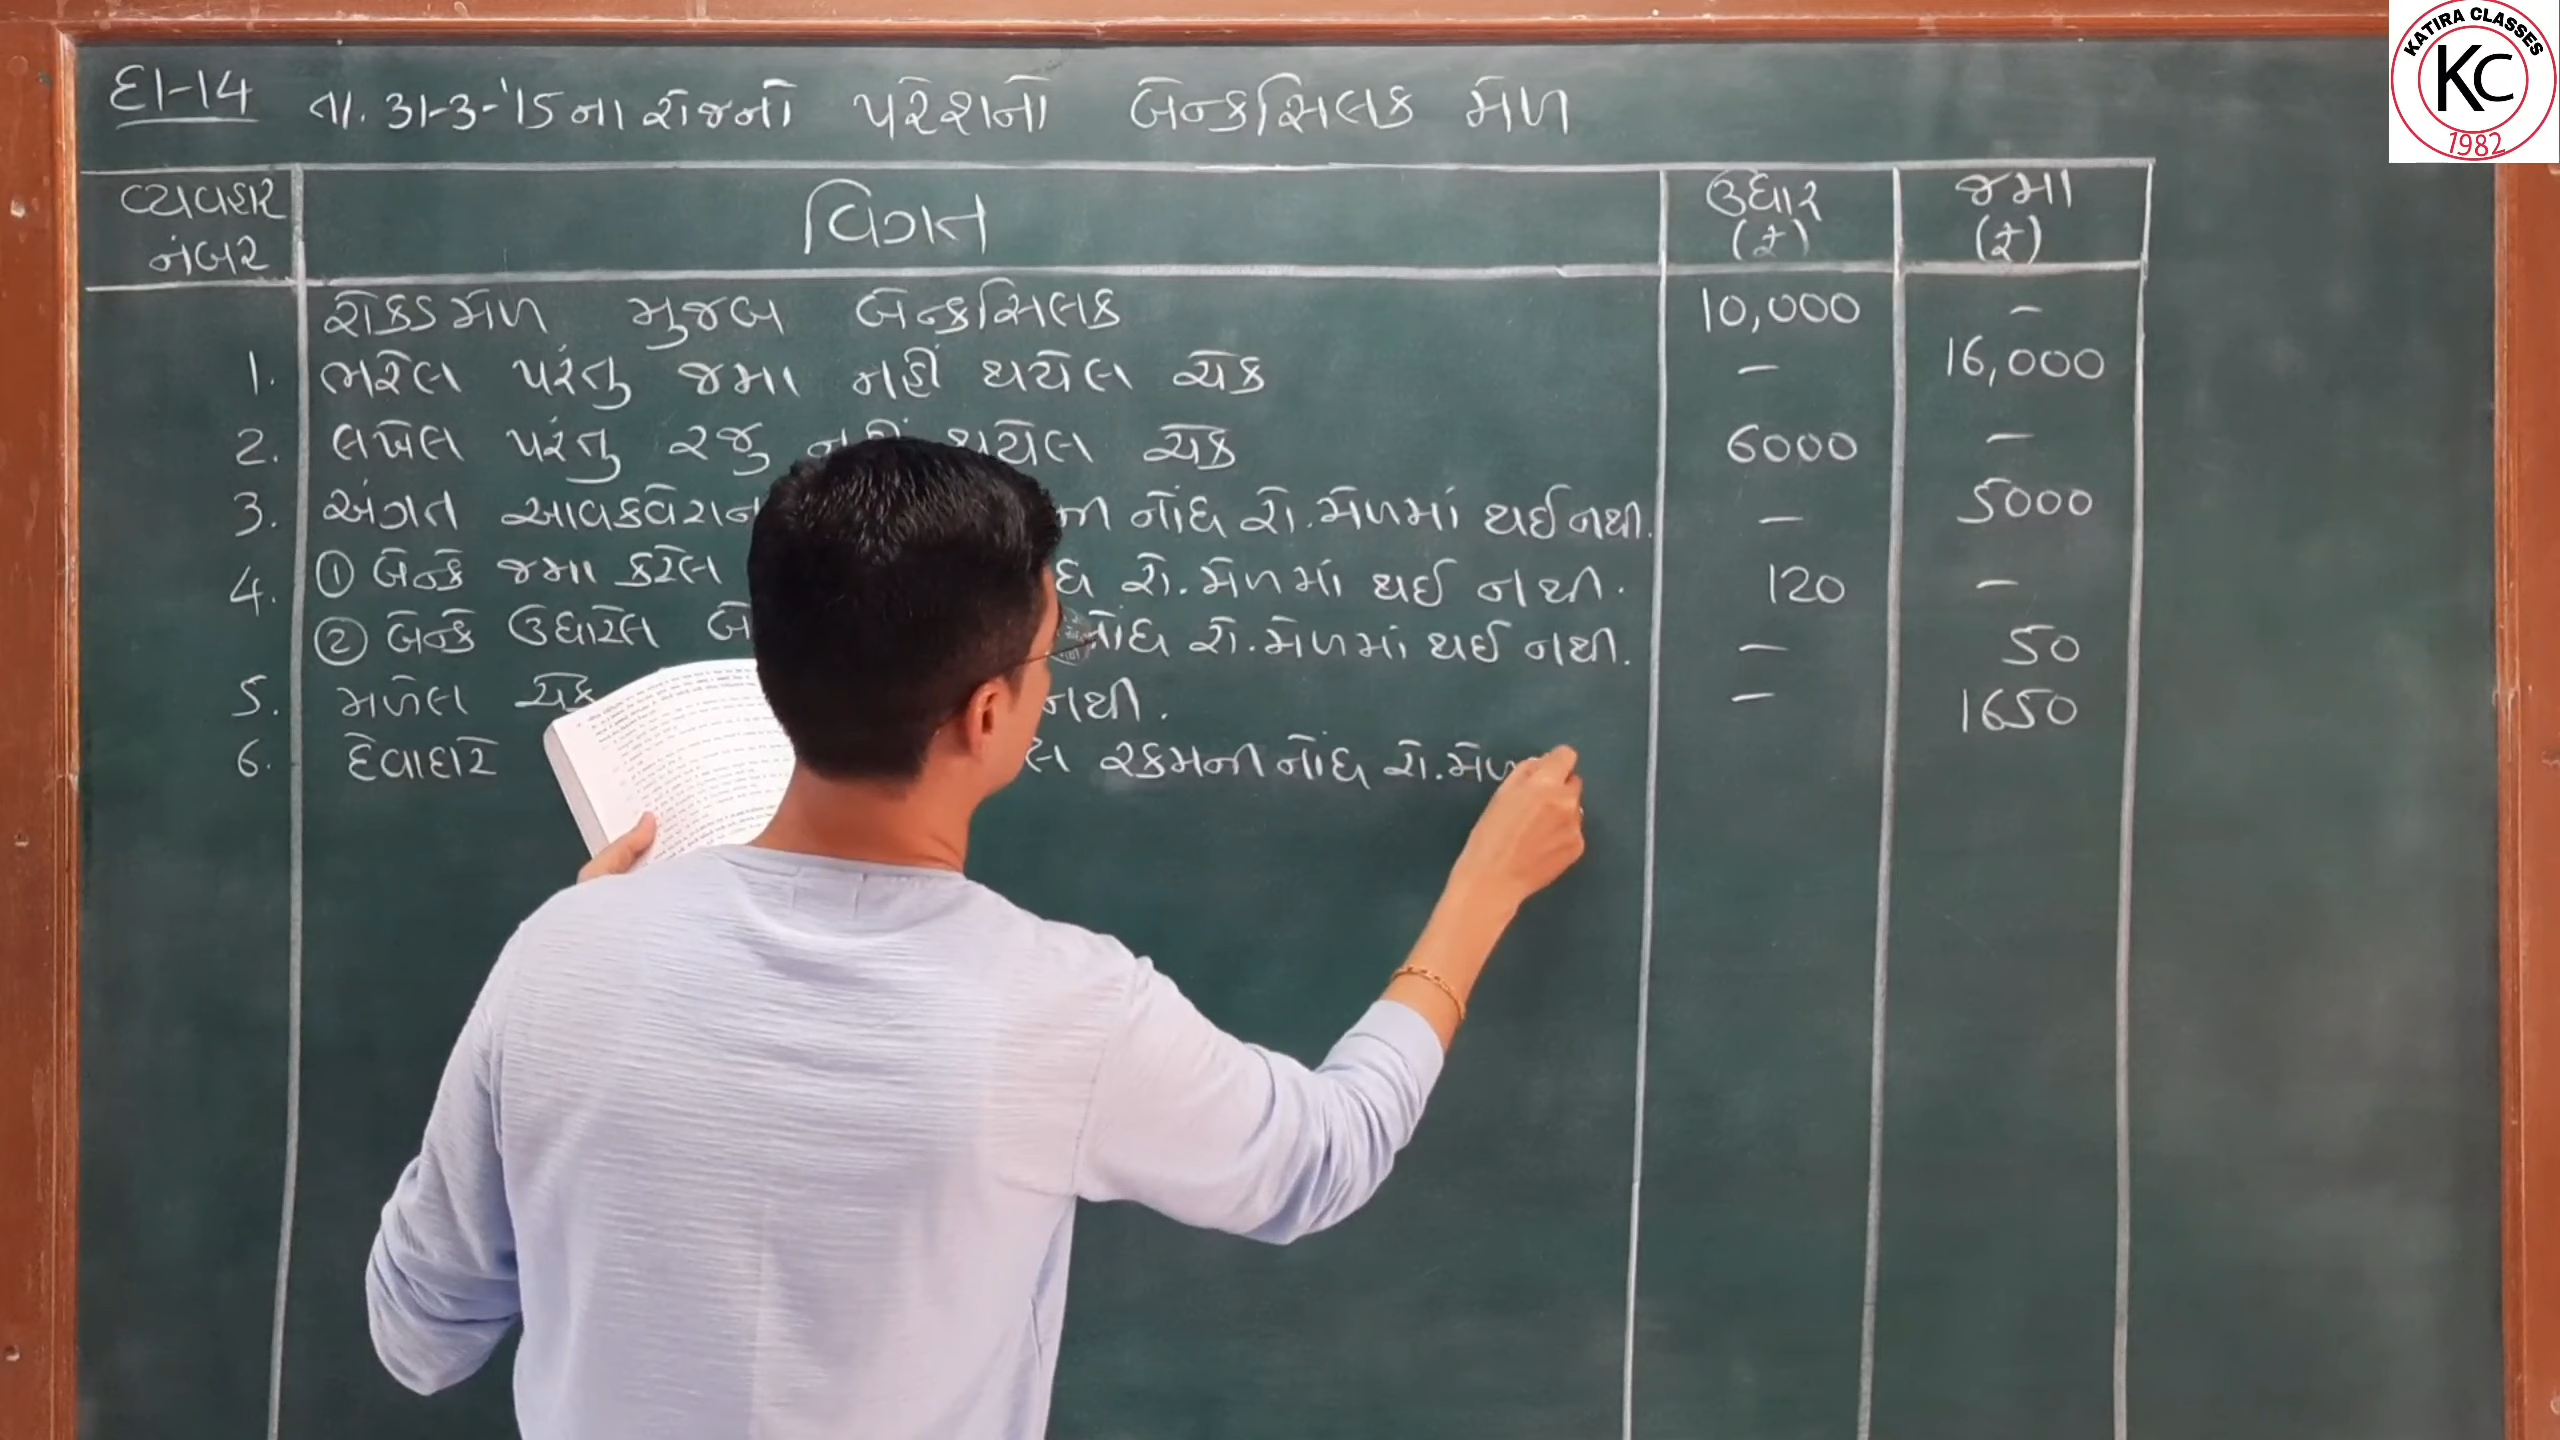 દા-14 તા. 31-3-'15ના રોજનો પરેશનો બેન્કસિલક મેળ
વ્યવહાર નંબર વિગત ઉધાર (₹) જમા (₹)
રોકડમેળ મુજબ બેન્કસિલક 10,000 -
1. ભરેલ પરંતુ જમા નહીં થયેલ ચેક - 16,000
2. લખેલ પરંતુ રજુ નહીં થયેલ ચેક 6000 -
3. અંગત આવકવેરાન ની નોંધ રો.મેળમાં થઈ નથી. - 5000
4. ① બેન્કે જમા કરેલ રો.મેળમાં થઈ નથી. 120 -
② બેન્કે ઉધારેલ નોંધ રો.મેળમાં થઈ નથી. - 50
5. મળેલ ચેક નથી. - 1650
6. દેવાદારે રકમની નોંધ રો.મેળ
KATIRA CLASSES
KC
1982